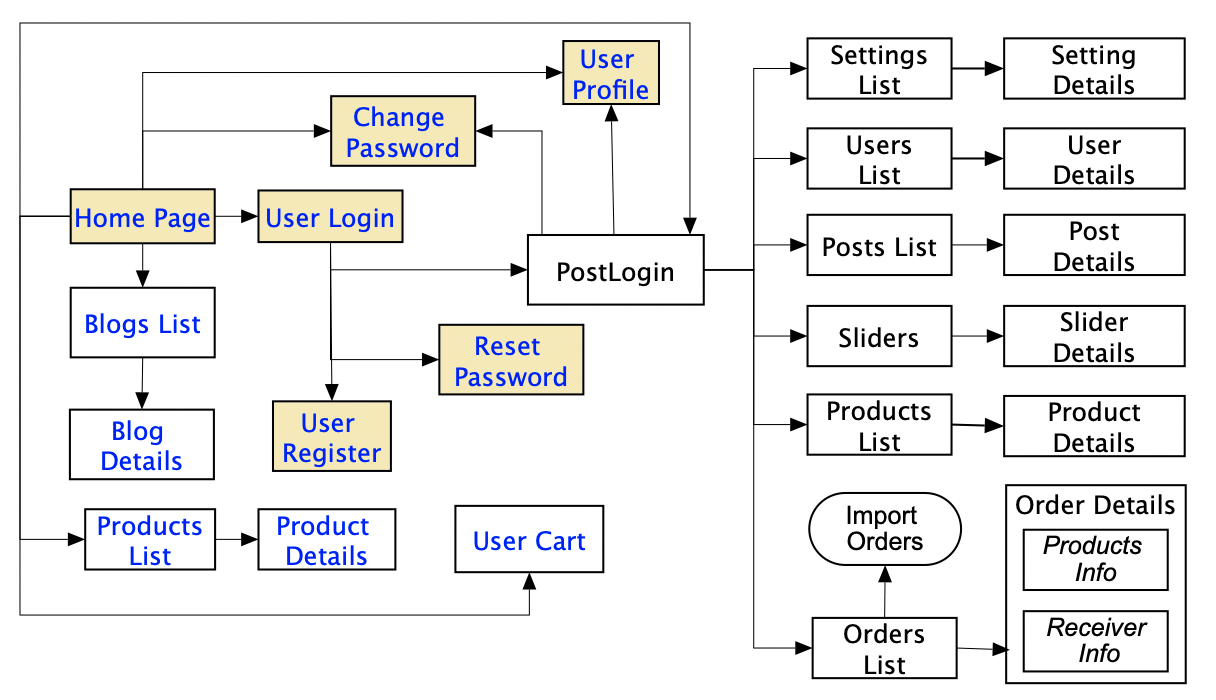 User
Profile
Change
Password
Home Page
User Login
PostLogin
Blogs List
Reset
Password
Blog
Details
User
Register
Products
List
Product
Details
User Cart
Settings
List
Setting
Details
Users
List
User
Details
Posts List
Post
Details
Sliders
Slider
Details
Products
List
Product
Details
Import
Orders
Order Details
Products
Info
Receiver
Info
Orders
List